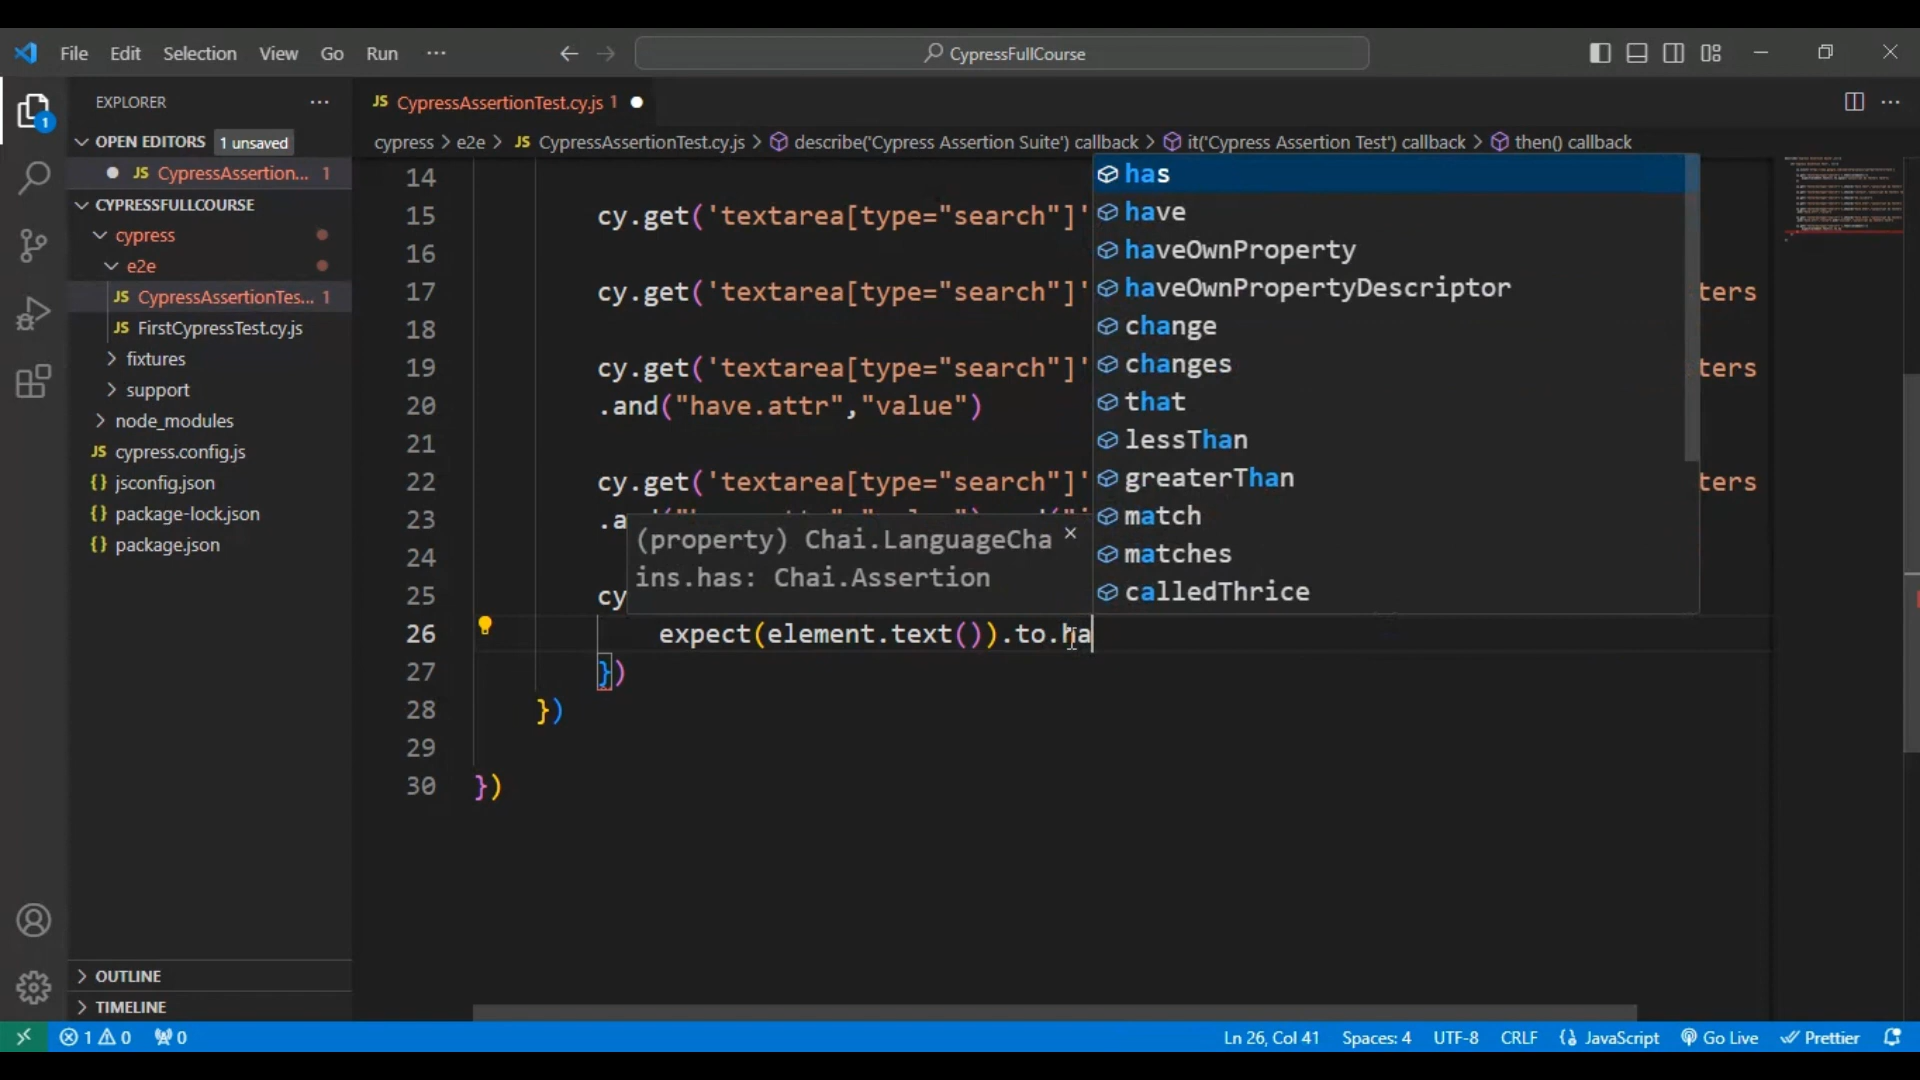 File Edit Selection View Go Run ···
CypressFullCourse
EXPLORER ···
OPEN EDITORS 1 unsaved
JS CypressAssertion... 1
CYPRESSFULLCOURSE
cypress
e2e
JS CypressAssertionTes... 1
JS FirstCypressTest.cy.js
fixtures
support
node_modules
JS cypress.config.js
{} jsconfig.json
{} package-lock.json
{} package.json
OUTLINE
TIMELINE
1
JS CypressAssertionTest.cy.js 1
cypress > e2e > JS CypressAssertionTest.cy.js > describe('Cypress Assertion Suite') callback > it('Cypress Assertion Test') callback > then() callback
14
15 cy.get('textarea[type="search"]'
16
17 cy.get('textarea[type="search"]' ters
18
19 cy.get('textarea[type="search"]' ters
20 .and("have.attr","value")
21
22 cy.get('textarea[type="search"]' ters
23 .a
24
25 cy
26 expect(element.text()).to.ha
27 })
28 })
29
30 })
has
have
haveOwnProperty
haveOwnPropertyDescriptor
change
changes
that
lessThan
greaterThan
match
matches
calledThrice
(property) Chai.LanguageCha
ins.has: Chai.Assertion
1 0 0
Ln 26, Col 41 Spaces: 4 UTF-8 CRLF JavaScript Go Live Prettier